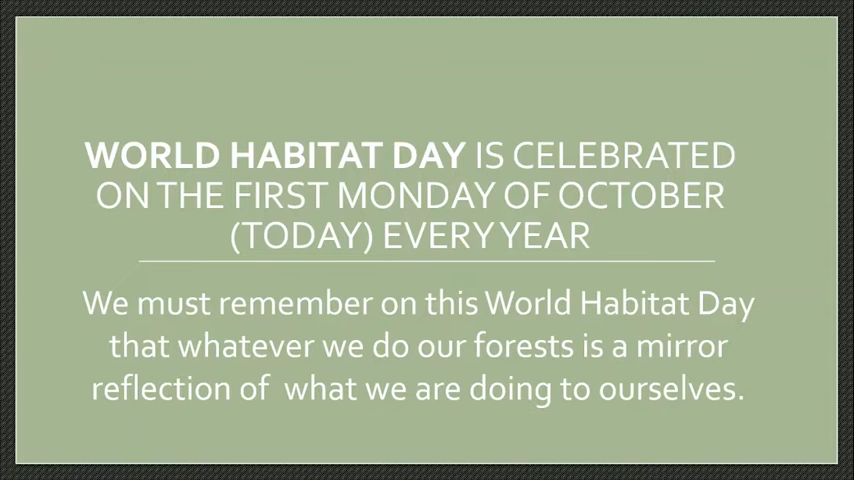 WORLD HABITAT DAY IS CELEBRATED
ON THE FIRST MONDAY OF OCTOBER
(TODAY) EVERY YEAR
We must remember on this World Habitat Day
that whatever we do our forests is a mirror
reflection of  what we are doing to ourselves.